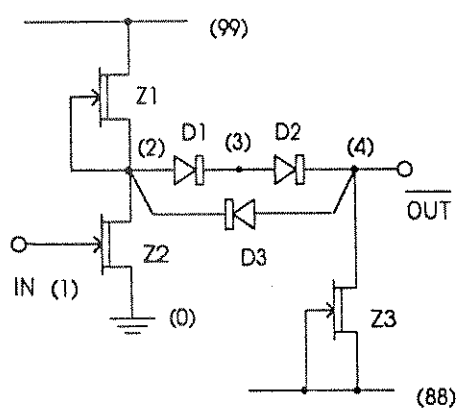 (99)
Z1
D1
D2
(2)
(3)
(4)
OUT
D3
Z2
IN (1)
(0)
Z3
(88)